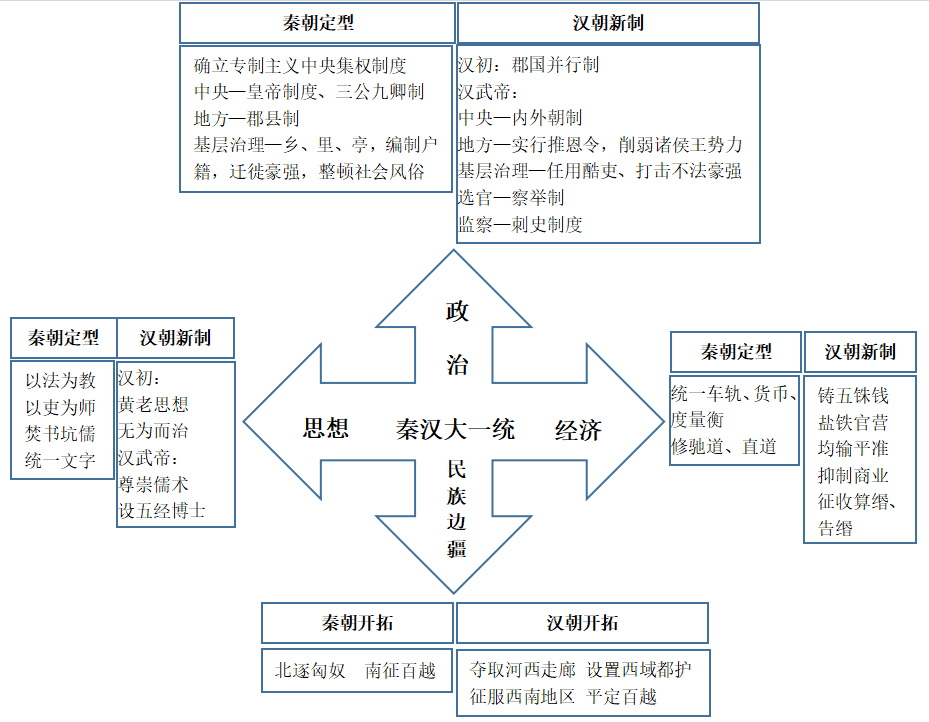 秦朝定型
汉朝新制
确立专制主义中央集权制度
中央—皇帝制度、三公九卿制
地方—郡县制
基层治理—乡、里、亭，编制户
籍，迁徙豪强，整顿社会风俗
汉初：郡国并行制
汉武帝：
中央—内外朝制
地方—实行推恩令，削弱诸侯王势力
基层治理—任用酷吏、打击不法豪强
选官—察举制
监察—刺史制度
政
治
思想
秦汉大一统
经济
民
族
边
疆
秦朝定型
汉朝新制
以法为教
以吏为师
焚书坑儒
统一文字
汉初：
黄老思想
无为而治
汉武帝：
尊崇儒术
设五经博士
秦朝定型
汉朝新制
统一车轨、货币、
度量衡
修驰道、直道
铸五铢钱
盐铁官营
均输平准
抑制商业
征收算缗、
告缗
秦朝开拓
汉朝开拓
北逐匈奴 南征百越
夺取河西走廊 设置西域都护
征服西南地区 平定百越